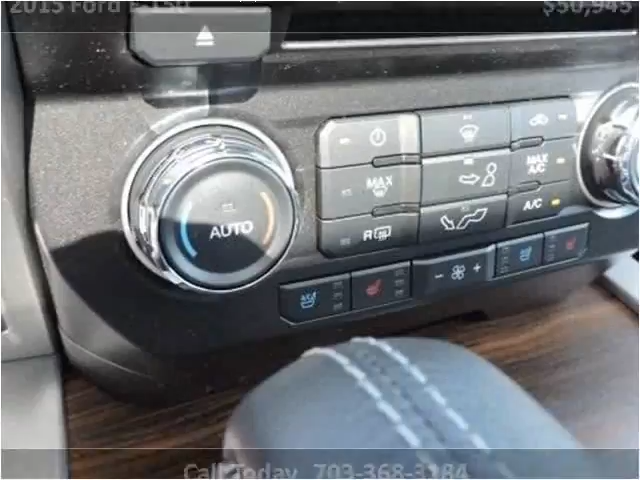 2015 Ford F-150 $50,945
MAX
MAX A/C
R
A/C
AUTO
- +
Call Today 703-368-3184